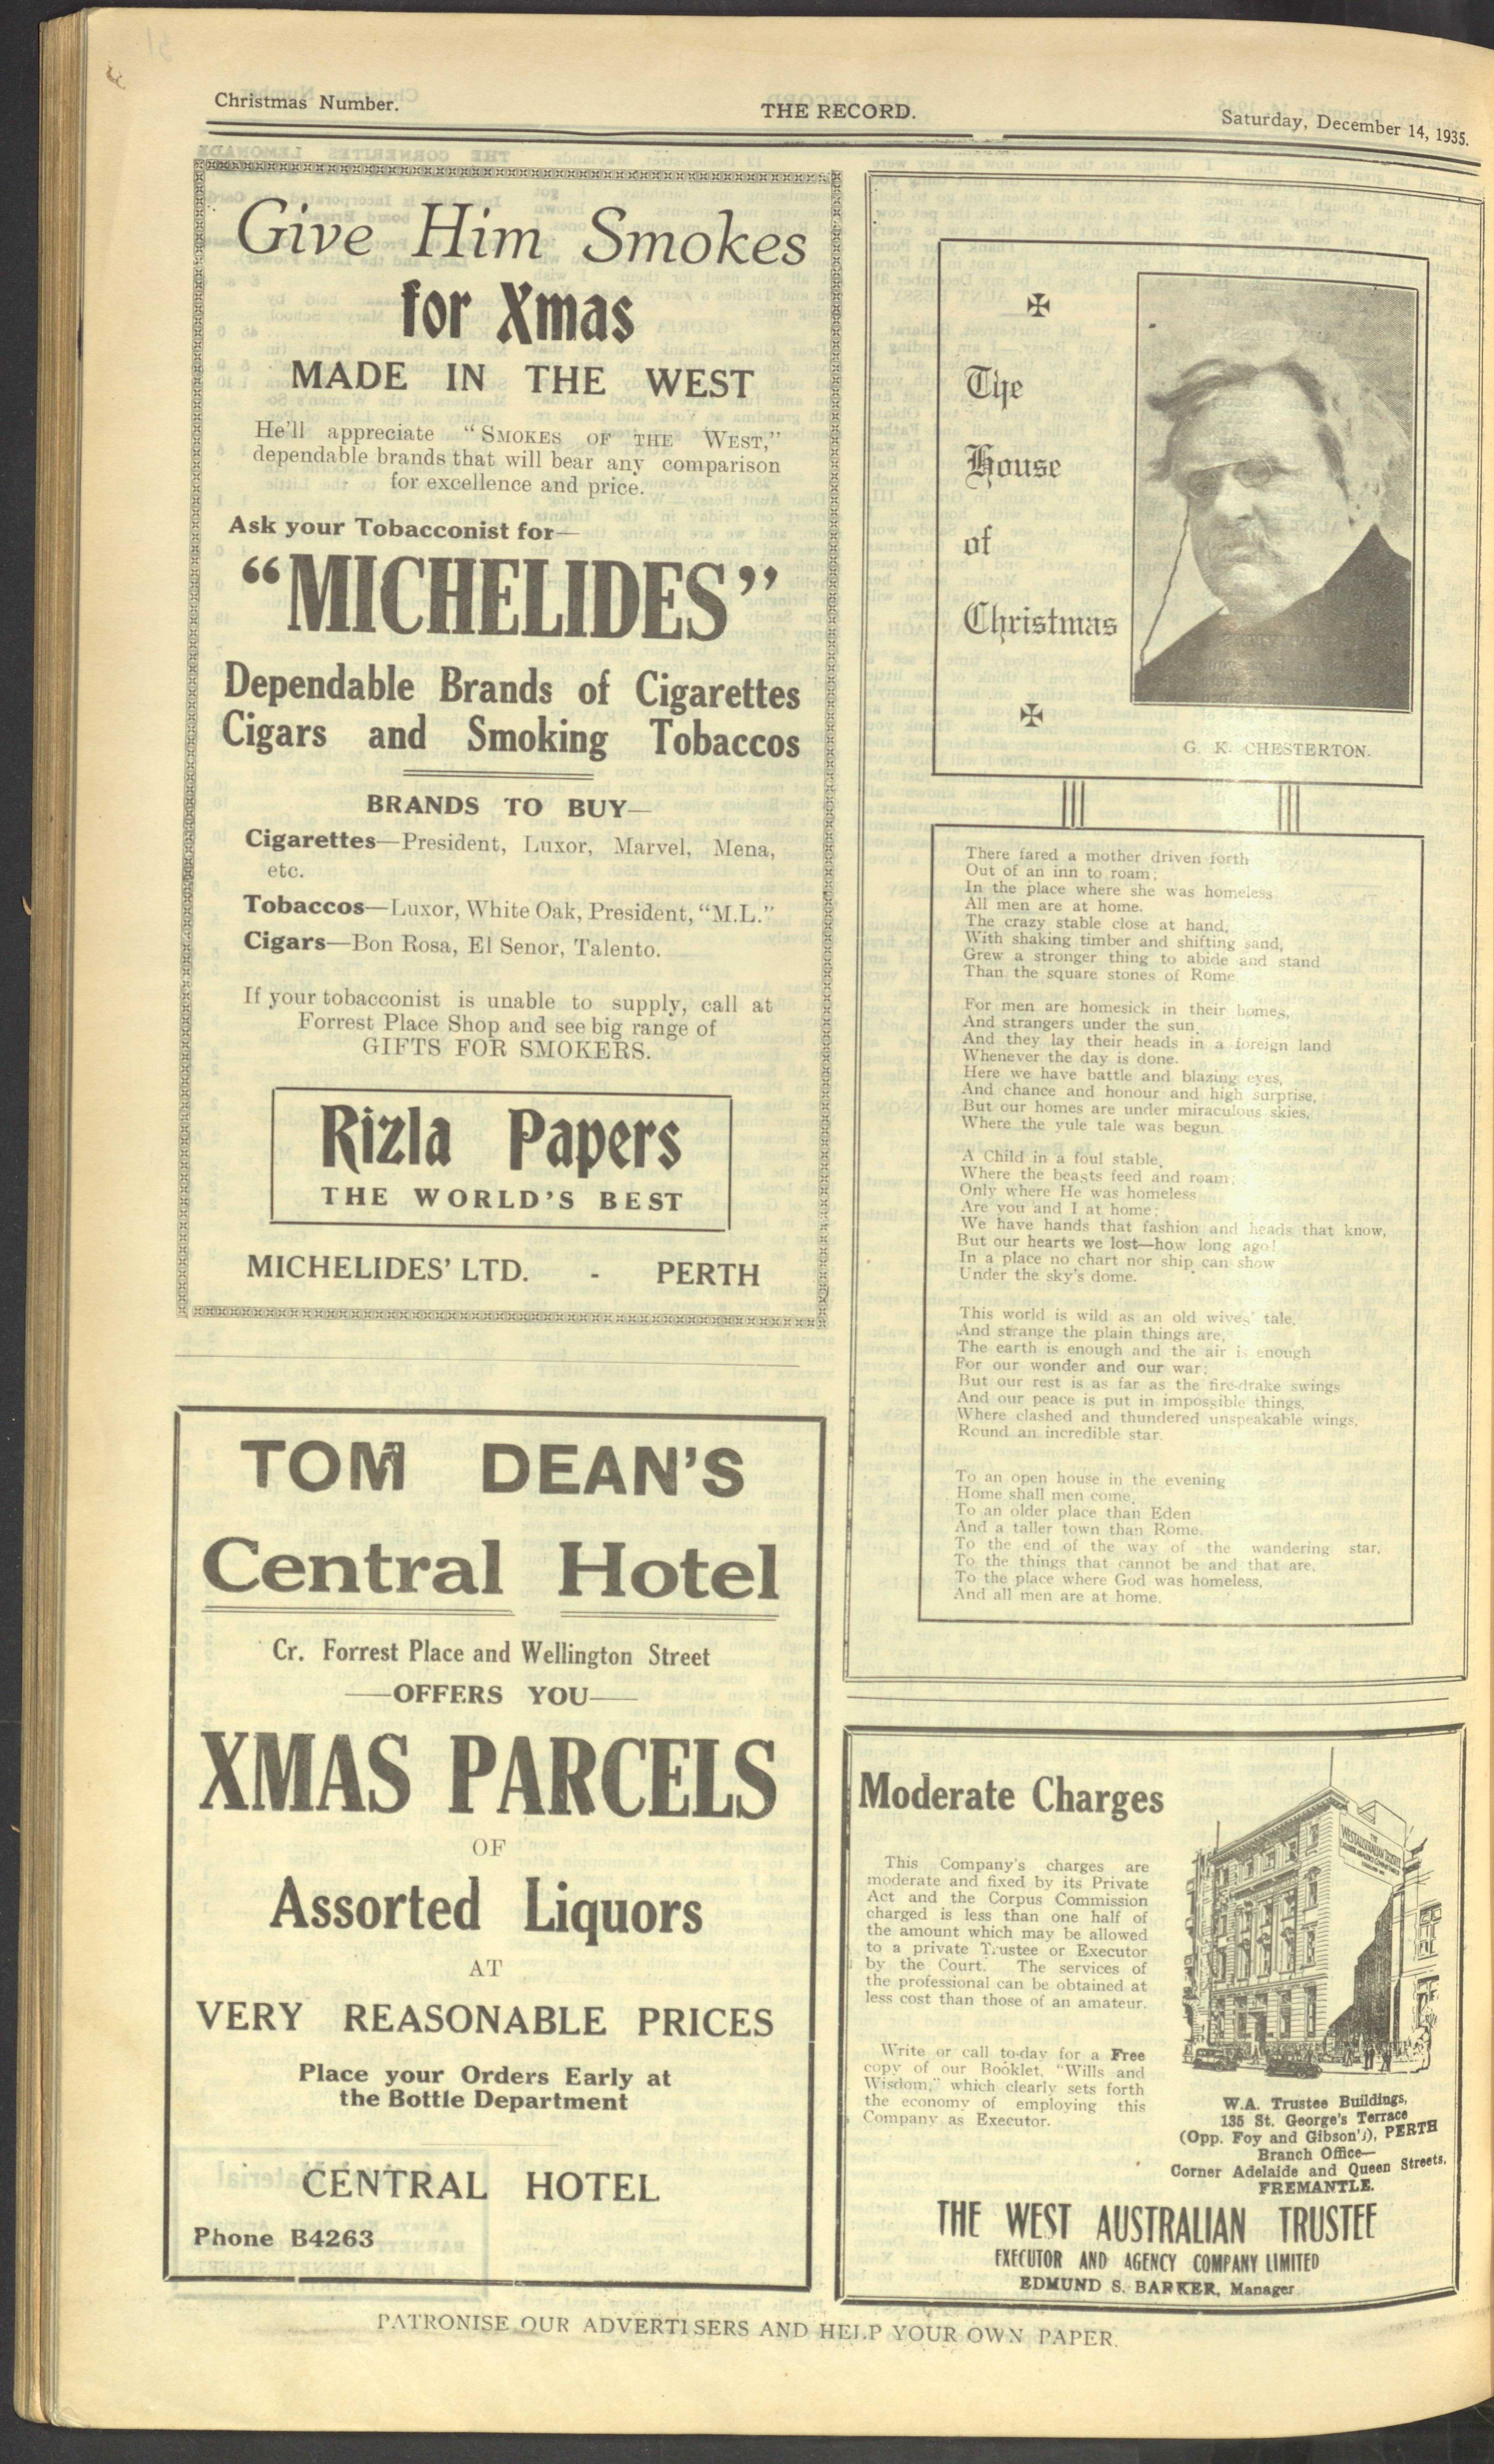 Christmas Number.
THE RECORD.
Saturday, December 14, 1935.
Give Him Smokes
for Xmas
MADE IN THE WEST
He'll appreciate "SMOKES OF THE WEST,"
dependable brands that will bear any comparison
for excellence and price.
Ask your Tobacconist for—
"MICHELIDES"
Dependable Brands of Cigarettes
Cigars and Smoking Tobaccos
BRANDS TO BUY—
Cigarettes—President, Luxor, Marvel, Mena,
etc.
Tobaccos—Luxor, White Oak, President, "M.L."
Cigars—Bon Rosa, El Senor, Talento.
If your tobacconist is unable to supply, call at
Forrest Place Shop and see big range of
GIFTS FOR SMOKERS.
Rizla Papers
THE WORLD'S BEST
MICHELIDES' LTD. - PERTH
TOM DEAN'S
Central Hotel
Cr. Forrest Place and Wellington Street
—OFFERS YOU—
XMAS PARCELS
OF
Assorted Liquors
AT
VERY REASONABLE PRICES
Place your Orders Early at
the Bottle Department
CENTRAL HOTEL
Phone B4263
The
House
of
Christmas
G. K. CHESTERTON.
There fared a mother driven forth
Out of an inn to roam;
In the place where she was homeless
All men are at home.
The crazy stable close at hand,
With shaking timber and shifting sand,
Grew a stronger thing to abide and stand
Than the square stones of Rome.
For men are homesick in their homes,
And strangers under the sun,
And they lay their heads in a foreign land
Whenever the day is done.
Here we have battle and blazing eyes,
And chance and honour and high surprise,
But our homes are under miraculous skies,
Where the yule tale was begun.
A Child in a foul stable,
Where the beasts feed and roam;
Only where He was homeless
Are you and I at home;
We have hands that fashion and heads that know,
But our hearts we lost—how long ago!
In a place no chart nor ship can show
Under the sky's dome.
This world is wild as an old wives' tale,
And strange the plain things are,
The earth is enough and the air is enough
For our wonder and our war;
But our rest is as far as the fire-drake swings
And our peace is put in impossible things,
Where clashed and thundered unspeakable wings,
Round an incredible star.
To an open house in the evening
Home shall men come,
To an older place than Eden
And a taller town than Rome.
To the end of the way of the wandering star,
To the things that cannot be and that are,
To the place where God was homeless,
And all men are at home.
Moderate Charges
This Company's charges are
moderate and fixed by its Private
Act and the Corpus Commission
charged is less than one half of
the amount which may be allowed
to a private Trustee or Executor
by the Court. The services of
the professional can be obtained at
less cost than those of an amateur.
Write or call to-day for a Free
copy of our Booklet, "Wills and
Wisdom," which clearly sets forth
the economy of employing this
Company as Executor.
W.A. Trustee Buildings,
135 St. George's Terrace
(Opp. Foy and Gibson's), PERTH
Branch Office—
Corner Adelaide and Queen Streets,
FREMANTLE.
THE WEST AUSTRALIAN TRUSTEE
EXECUTOR AND AGENCY COMPANY LIMITED
EDMUND S. BARKER, Manager
PATRONISE OUR ADVERTISERS AND HELP YOUR OWN PAPER.